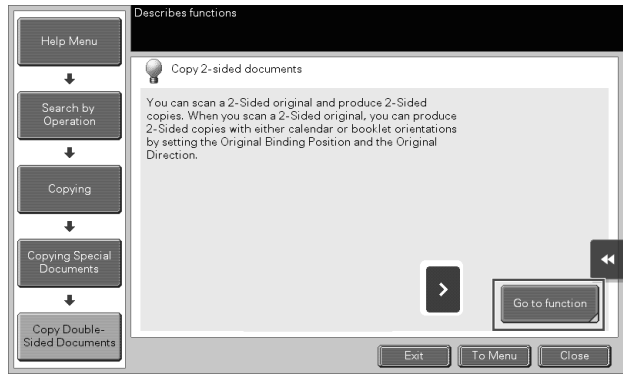 Describes functions
Help Menu
Search by
Operation
Copying
Copying Special
Documents
Copy Double-
Sided Documents
Copy 2-sided documents
You can scan a 2-Sided original and produce 2-Sided
copies. When you scan a 2-Sided original, you can produce
2-Sided copies with either calendar or booklet orientations
by setting the Original Binding Position and the Original
Direction.
Go to function
Exit
To Menu
Close